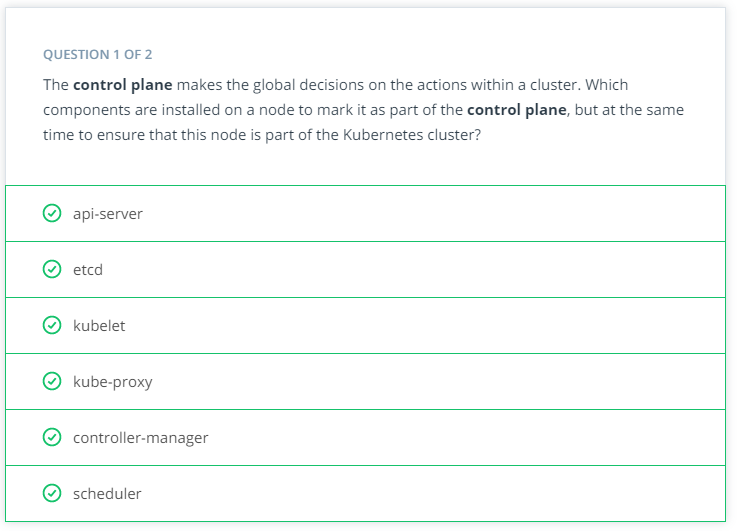 QUESTION 1 OF 2
The control plane makes the global decisions on the actions within a cluster. Which
components are installed on a node to mark it as part of the control plane, but at the same
time to ensure that this node is part of the Kubernetes cluster?
api-server
etcd
kubelet
kube-proxy
controller-manager
scheduler